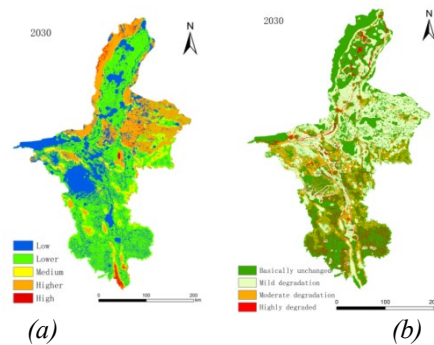 2030
N
Low
Lower
Medium
Higher
High
0 100 200
km
(a)
2030
N
Basically unchanged
Mild degradation
Moderate degradation
Highly degraded
0 100 200
(b)